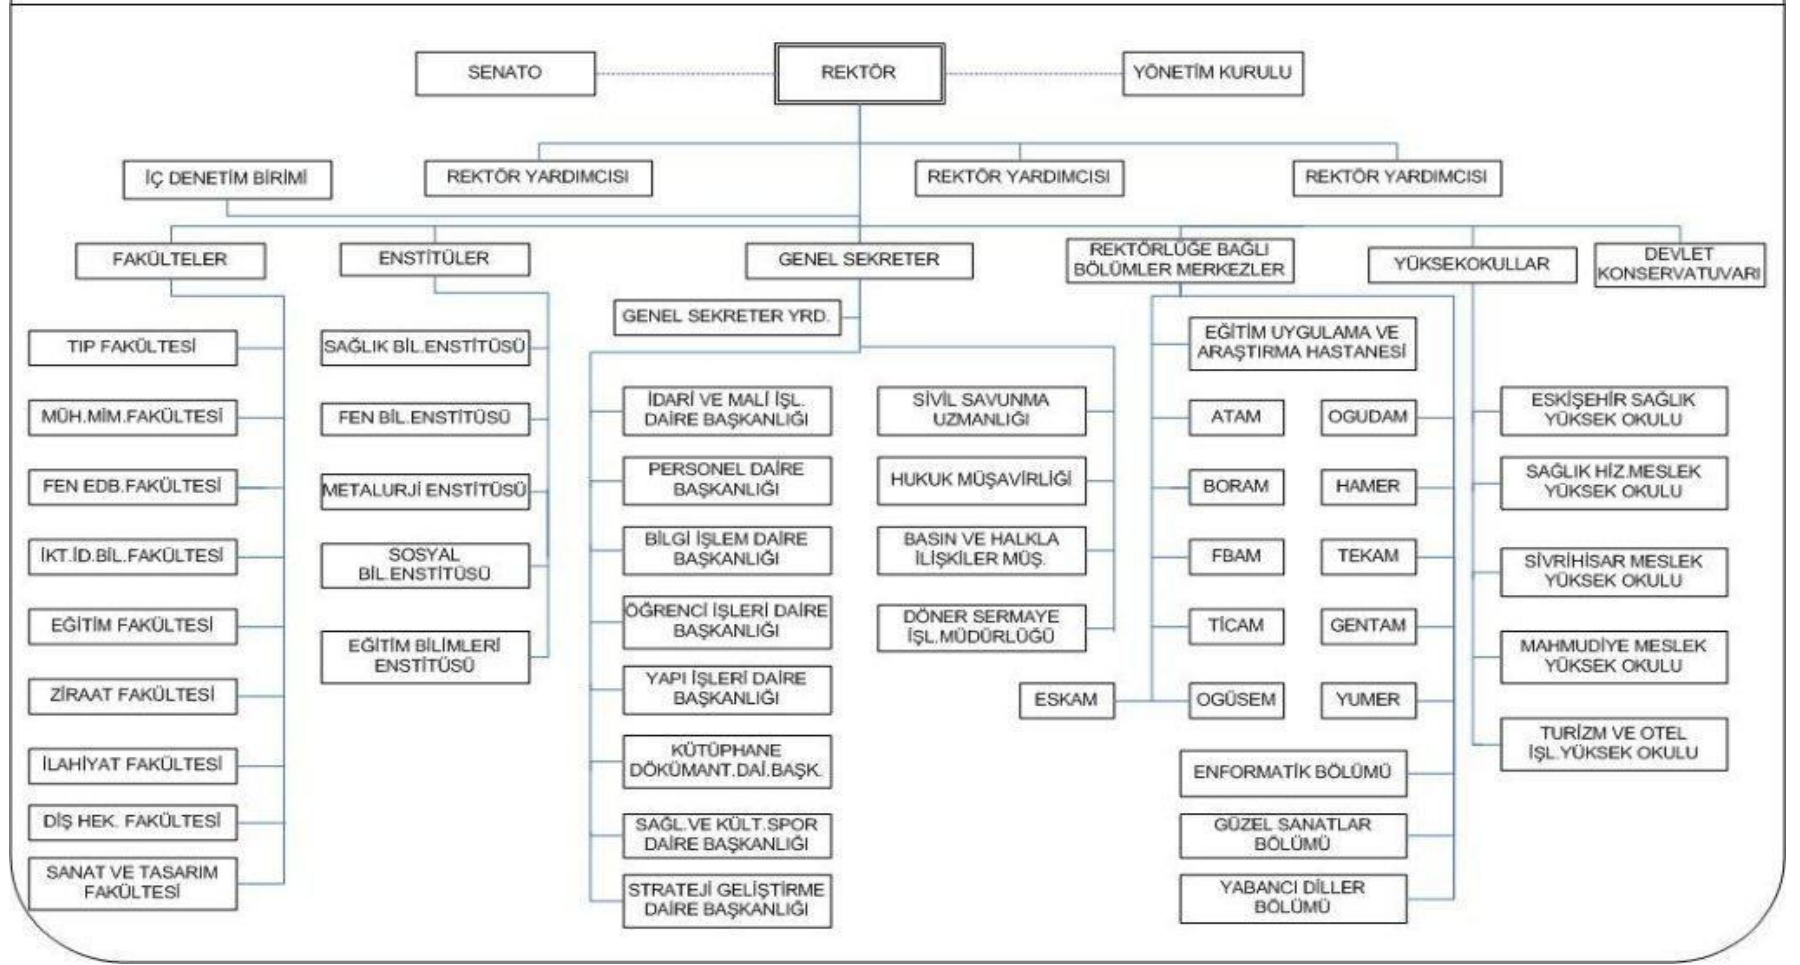 SENATO
REKTÖR
YÖNETİM KURULU
İÇ DENETİM BİRİMİ
REKTÖR YARDIMCISI
REKTÖR YARDIMCISI
REKTÖR YARDIMCISI
FAKÜLTELER
ENSTİTÜLER
GENEL SEKRETER
REKTÖRLÜĞE BAĞLI
BÖLÜMLER MERKEZLER
YÜKSEKOKULLAR
DEVLET
KONSERVATUVARI
TIP FAKÜLTESİ
MÜH.MİM.FAKÜLTESİ
FEN EDB.FAKÜLTESİ
İKT.İD.BİL.FAKÜLTESİ
EĞİTİM FAKÜLTESİ
ZİRAAT FAKÜLTESİ
İLAHİYAT FAKÜLTESİ
DİŞ HEK. FAKÜLTESİ
SANAT VE TASARIM
FAKÜLTESİ
SAĞLIK BİL.ENSTİTÜSÜ
FEN BİL.ENSTİTÜSÜ
METALURJİ ENSTİTÜSÜ
SOSYAL
BİL.ENSTİTÜSÜ
EĞİTİM BİLİMLERİ
ENSTİTÜSÜ
GENEL SEKRETER YRD.
İDARİ VE MALİ İŞL.
DAİRE BAŞKANLIĞI
PERSONEL DAİRE
BAŞKANLIĞI
BİLGİ İŞLEM DAİRE
BAŞKANLIĞI
ÖĞRENCİ İŞLERİ DAİRE
BAŞKANLIĞI
YAPI İŞLERİ DAİRE
BAŞKANLIĞI
KÜTÜPHANE
DÖKÜMANT.DAİ.BAŞK.
SAĞL.VE KÜLT.SPOR
DAİRE BAŞKANLIĞI
STRATEJİ GELİŞTİRME
DAİRE BAŞKANLIĞI
SİVİL SAVUNMA
UZMANLIĞI
HUKUK MÜŞAVİRLİĞİ
BASIN VE HALKLA
İLİŞKİLER MÜŞ.
DÖNER SERMAYE
İŞL.MÜDÜRLÜĞÜ
EĞİTİM UYGULAMA VE
ARAŞTIRMA HASTANESİ
ATAM
OGUDAM
BORAM
HAMER
FBAM
TEKAM
TİCAM
GENTAM
ESKAM
OGÜSEM
YUMER
ENFORMATİK BÖLÜMÜ
GÜZEL SANATLAR
BÖLÜMÜ
YABANCI DİLLER
BÖLÜMÜ
ESKİŞEHİR SAĞLIK
YÜKSEK OKULU
SAĞLIK HİZ.MESLEK
YÜKSEK OKULU
SİVRİHİSAR MESLEK
YÜKSEK OKULU
MAHMUDİYE MESLEK
YÜKSEK OKULU
TURİZM VE OTEL
İŞL.YÜKSEK OKULU